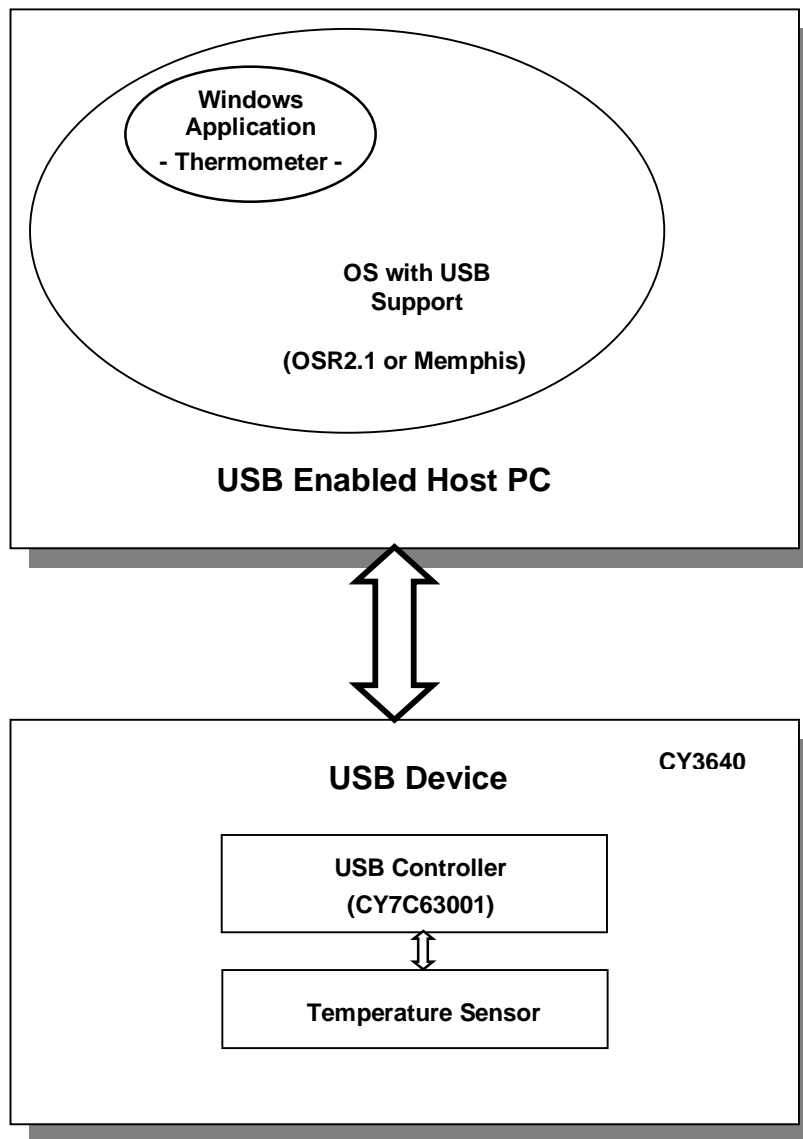 Windows
Application
- Thermometer -
OS with USB
Support
(OSR2.1 or Memphis)
USB Enabled Host PC
USB Device
CY3640
USB Controller
(CY7C63001)
Temperature Sensor